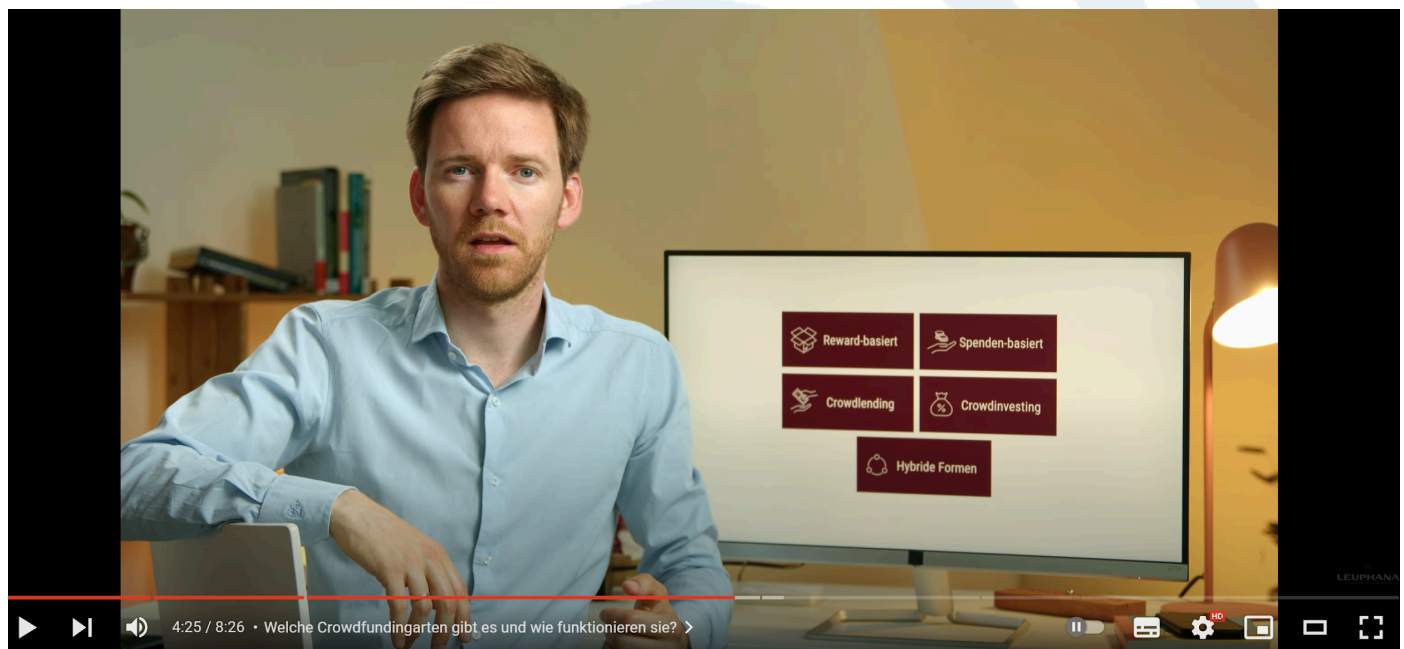 Reward-basiert
Spenden-basiert
Crowdlending
Crowdinvesting
Hybride Formen
LEUPHANA
4:25 / 8:26 • Welche Crowdfundingarten gibt es und wie funktionieren sie?
HD